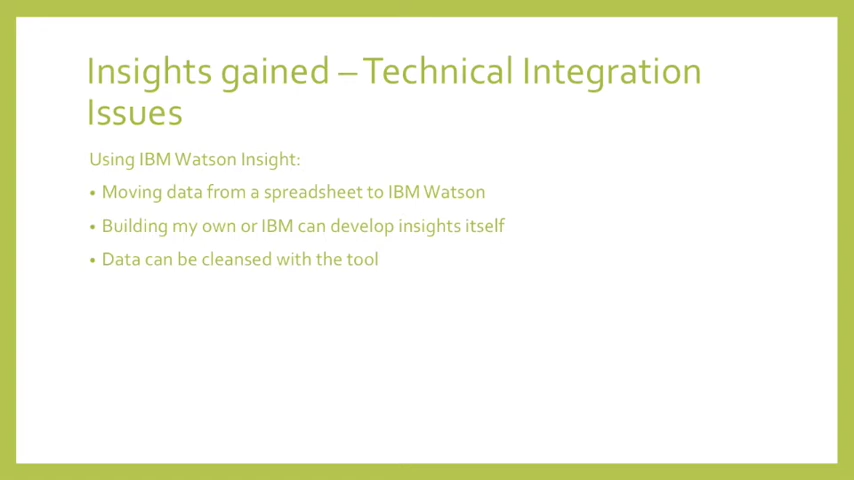 Insights gained – Technical Integration
Issues
Using IBM Watson Insight:
• Moving data from a spreadsheet to IBM Watson
• Building my own or IBM can develop insights itself
• Data can be cleansed with the tool